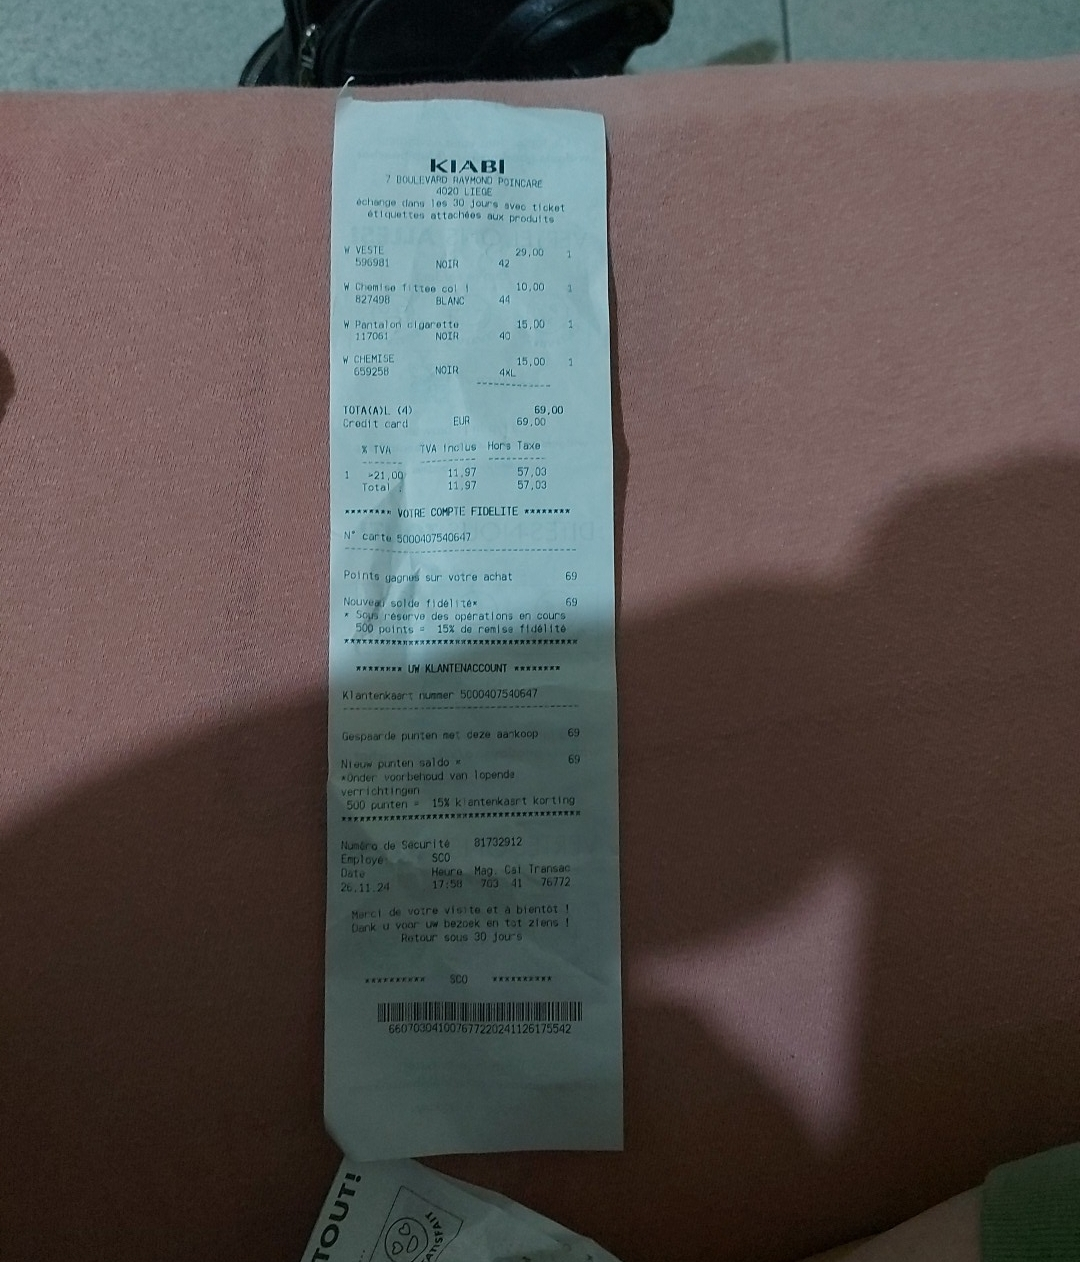 KIABI
7 BOULEVARD RAYMOND POINCARE
4020 LIEGE
échange dans les 30 jours avec ticket
étiquettes attachées aux produits
W VESTE 29,00 1
596981 NOIR 42
W Chemise fittee col i 10,00 1
827498 BLANC 44
W Pantalon cigarette 15,00 1
117061 NOIR 40
W CHEMISE 15,00 1
659258 NOIR 4XL
TOTA(A)L (4) 69,00
Credit card EUR 69,00
% TVA TVA inclus Hors Taxe
1 ->21,00 11,97 57,03
Total : 11,97 57,03
******** VOTRE COMPTE FIDELITE ********
N° carte 5000407540647
Points gagnés sur votre achat 69
Nouveau solde fidélité* 69
* Sous réserve des opérations en cours
500 points = 15% de remise fidélité
******** UW KLANTENACCOUNT ********
Klantenkaart nummer 5000407540647
Gespaarde punten met deze aankoop 69
Nieuw punten saldo * 69
*Onder voorbehoud van lopende
verrichtingen
500 punten = 15% klantenkaart korting
Numéro de Sécurité 81732912
Employé SCO
Date Heure Mag. Csi Transac
26.11.24 17:58 703 41 76772
Merci de votre visite et à bientôt !
Dank u voor uw bezoek en tot ziens !
Retour sous 30 jours
********** SCO **********
660703041007677220241126175542
TOUT!